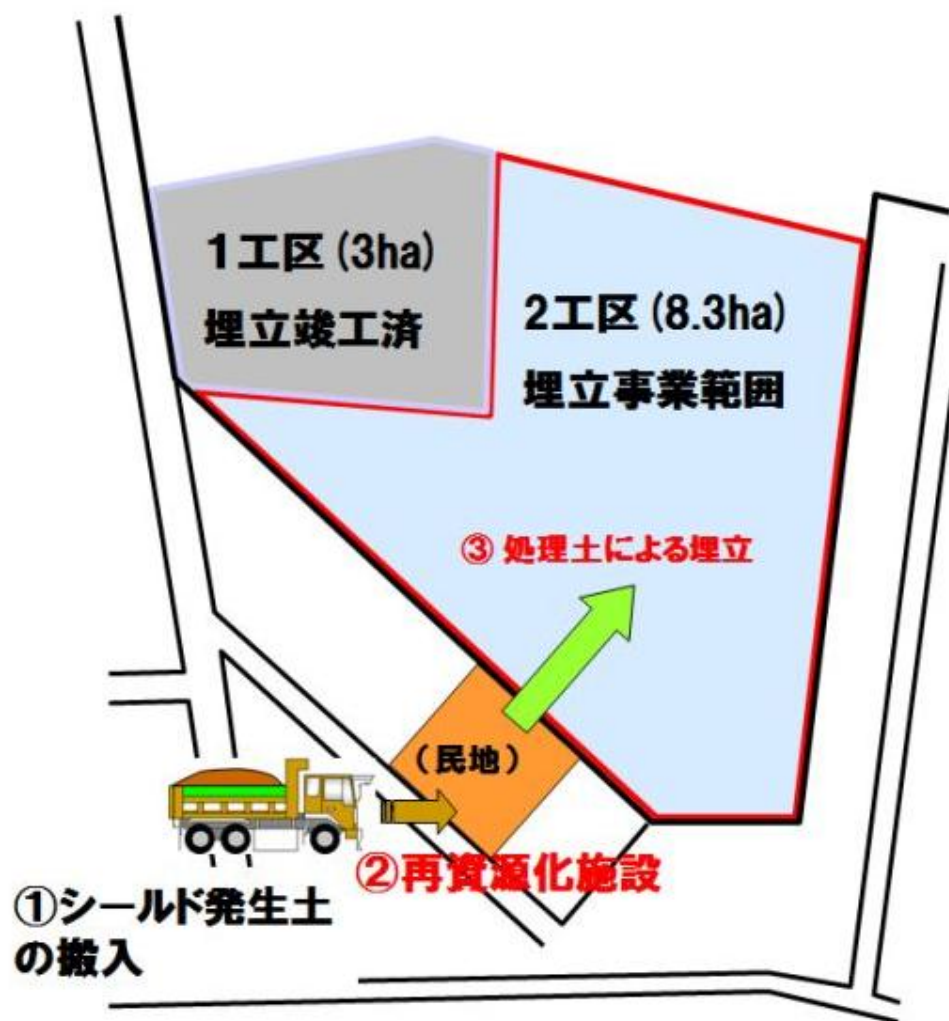 1工区(3ha)
埋立竣工済
2工区(8.3ha)
埋立事業範囲
③ 処理土による埋立
(民地)
②再資源化施設
①シールド発生土
の搬入